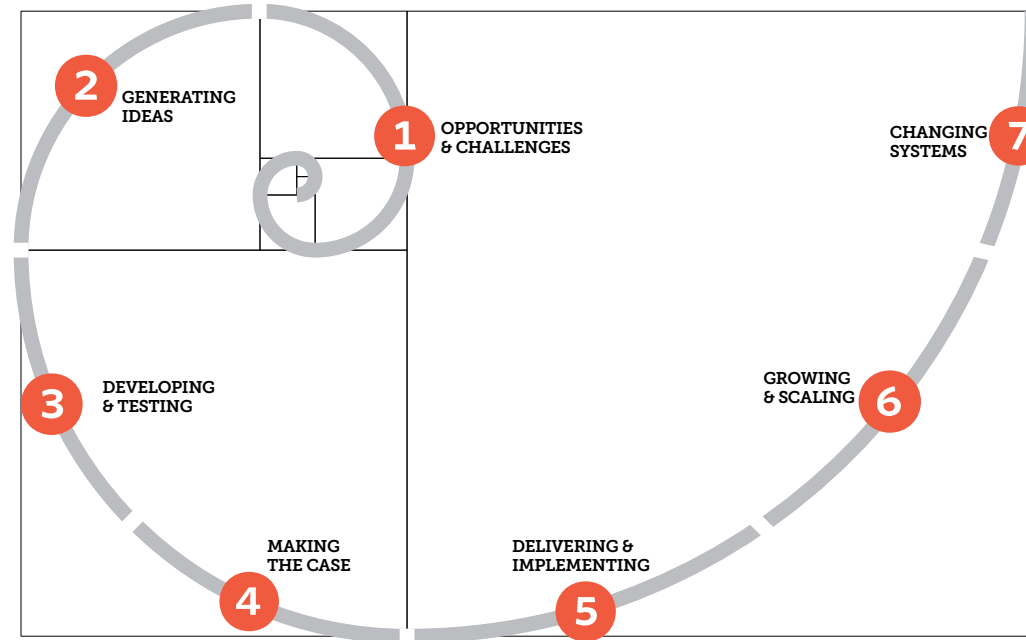 1
OPPORTUNITIES
& CHALLENGES
2
GENERATING
IDEAS
3
DEVELOPING
& TESTING
4
MAKING
THE CASE
5
DELIVERING &
IMPLEMENTING
6
GROWING
& SCALING
7
CHANGING
SYSTEMS